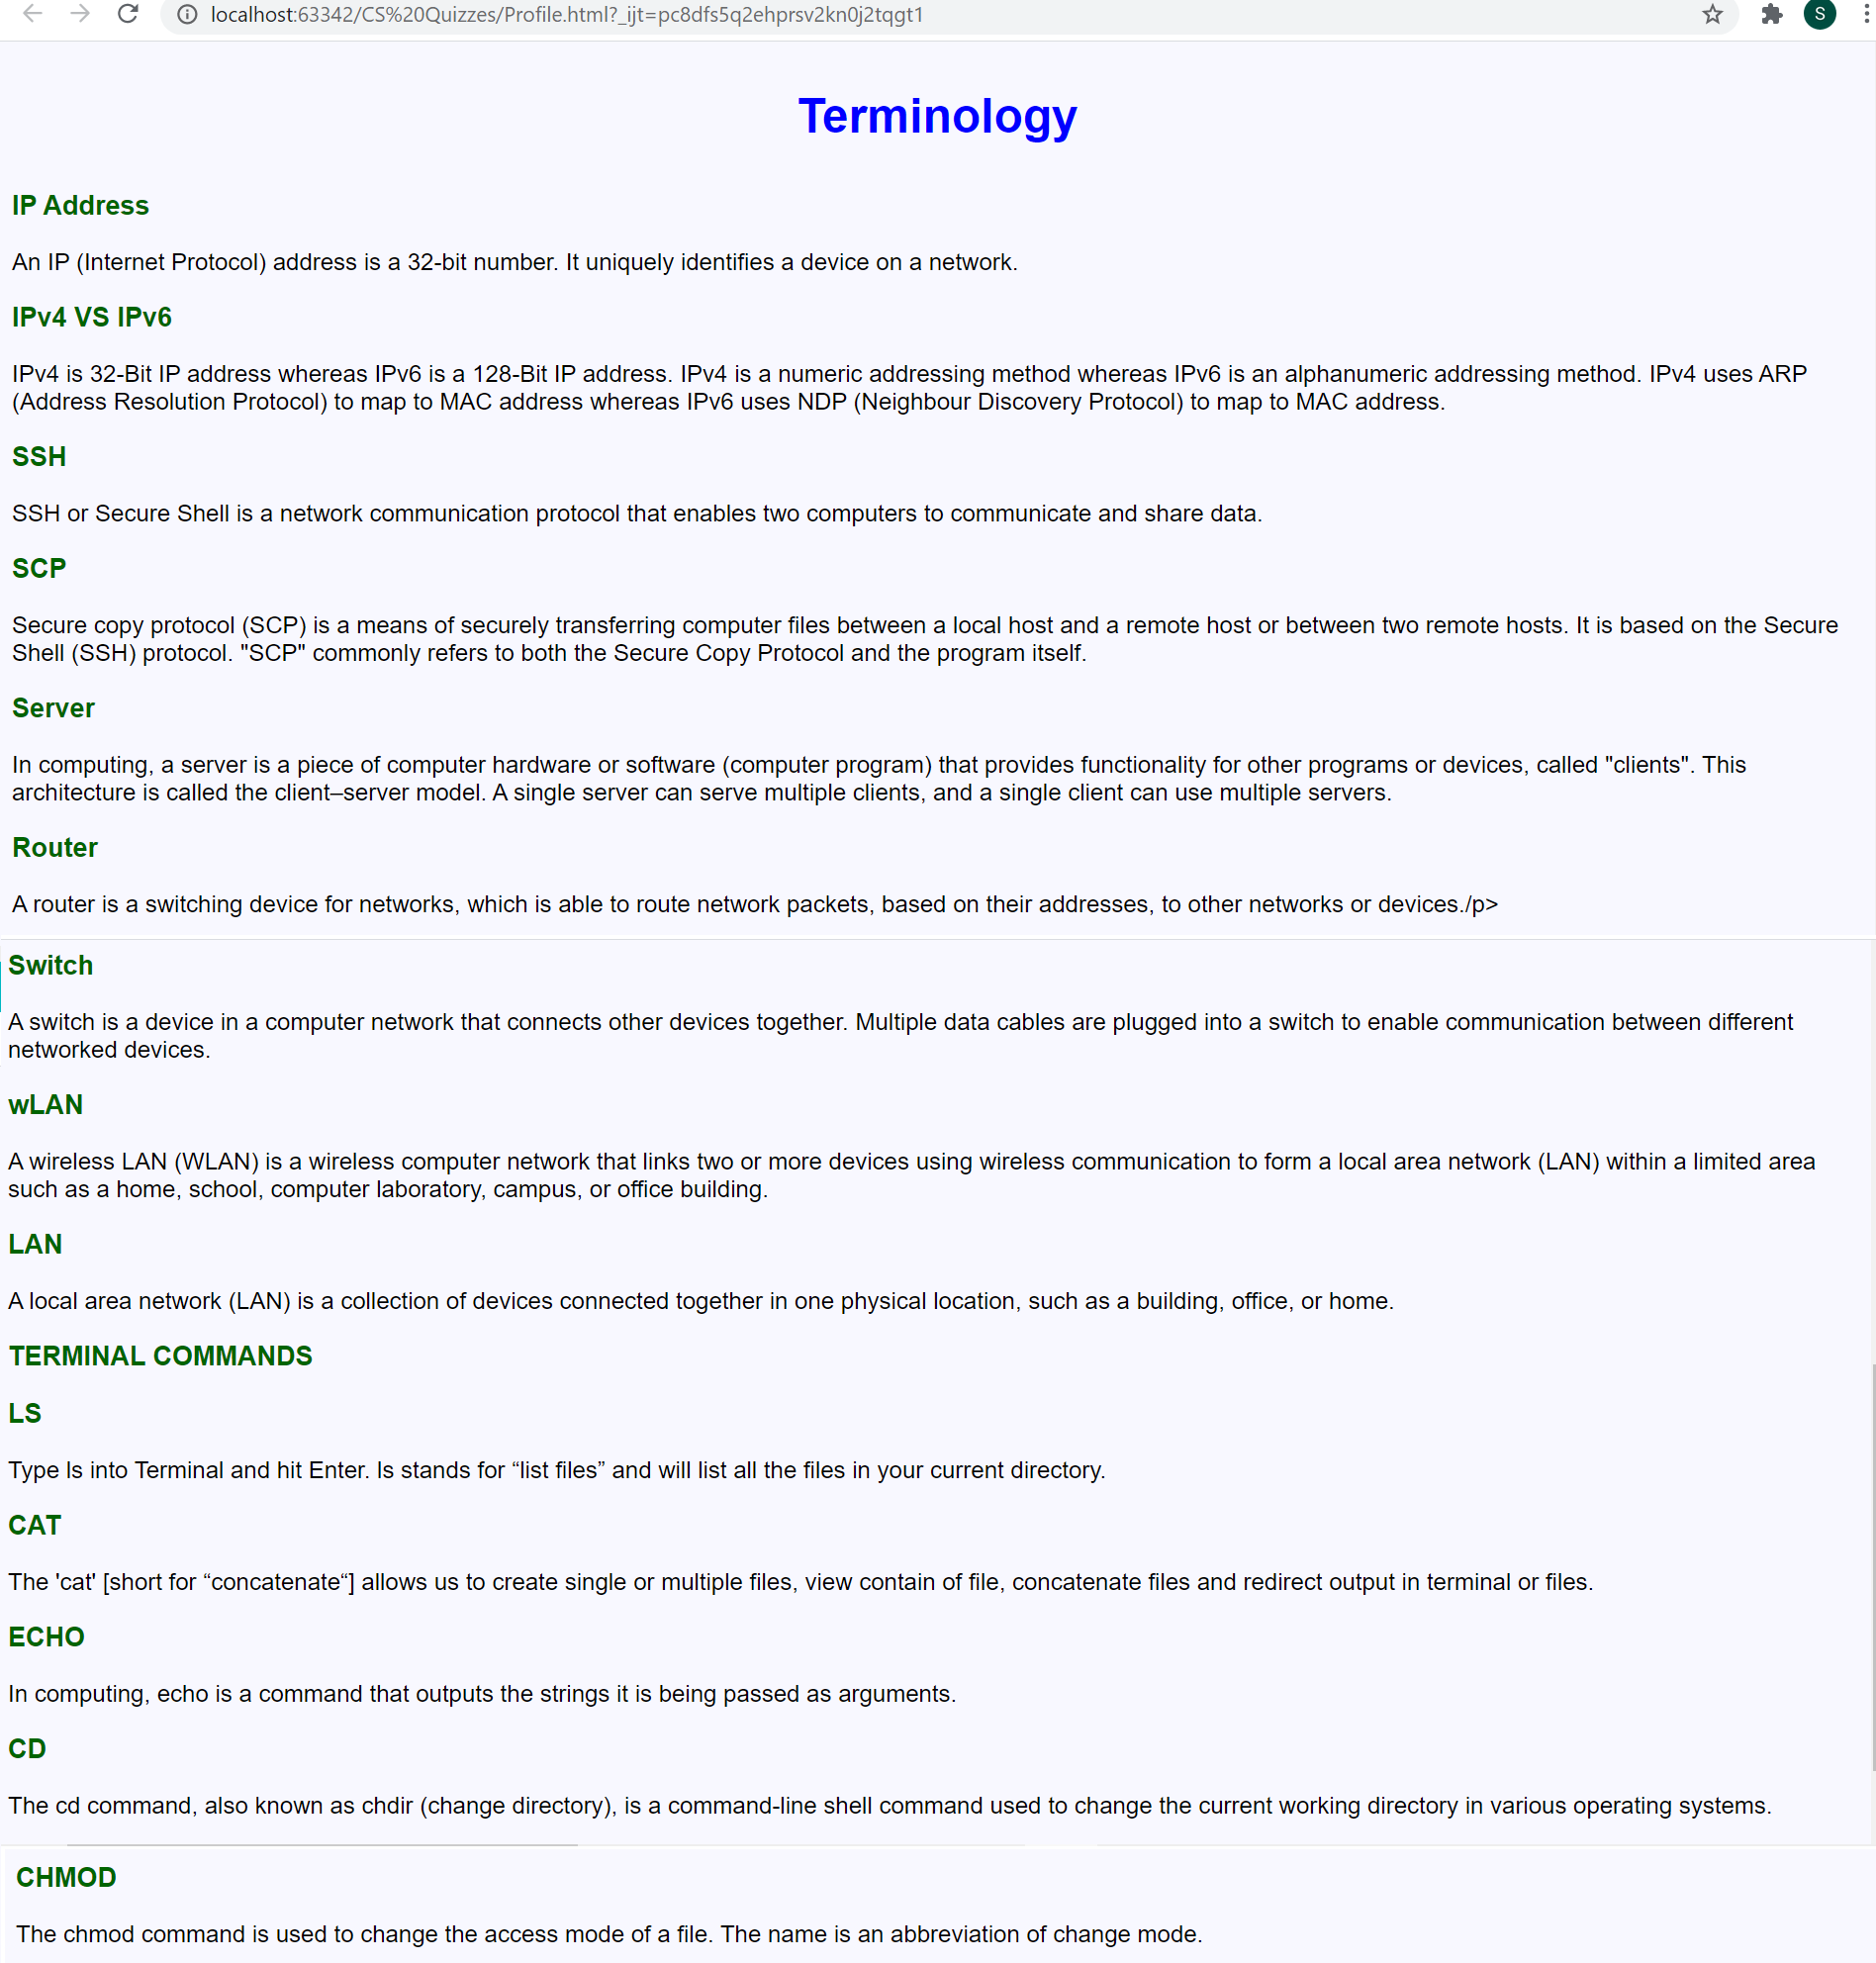 localhost:63342/CS%20Quizzes/Profile.html?_ijt=pc8dfs5q2ehprsv2kn0j2tqgt1
S
Terminology
IP Address
An IP (Internet Protocol) address is a 32-bit number. It uniquely identifies a device on a network.
IPv4 VS IPv6
IPv4 is 32-Bit IP address whereas IPv6 is a 128-Bit IP address. IPv4 is a numeric addressing method whereas IPv6 is an alphanumeric addressing method. IPv4 uses ARP
(Address Resolution Protocol) to map to MAC address whereas IPv6 uses NDP (Neighbour Discovery Protocol) to map to MAC address.
SSH
SSH or Secure Shell is a network communication protocol that enables two computers to communicate and share data.
SCP
Secure copy protocol (SCP) is a means of securely transferring computer files between a local host and a remote host or between two remote hosts. It is based on the Secure
Shell (SSH) protocol. "SCP" commonly refers to both the Secure Copy Protocol and the program itself.
Server
In computing, a server is a piece of computer hardware or software (computer program) that provides functionality for other programs or devices, called "clients". This
architecture is called the client–server model. A single server can serve multiple clients, and a single client can use multiple servers.
Router
A router is a switching device for networks, which is able to route network packets, based on their addresses, to other networks or devices./p>
Switch
A switch is a device in a computer network that connects other devices together. Multiple data cables are plugged into a switch to enable communication between different
networked devices.
wLAN
A wireless LAN (WLAN) is a wireless computer network that links two or more devices using wireless communication to form a local area network (LAN) within a limited area
such as a home, school, computer laboratory, campus, or office building.
LAN
A local area network (LAN) is a collection of devices connected together in one physical location, such as a building, office, or home.
TERMINAL COMMANDS
LS
Type ls into Terminal and hit Enter. ls stands for “list files” and will list all the files in your current directory.
CAT
The 'cat' [short for “concatenate“] allows us to create single or multiple files, view contain of file, concatenate files and redirect output in terminal or files.
ECHO
In computing, echo is a command that outputs the strings it is being passed as arguments.
CD
The cd command, also known as chdir (change directory), is a command-line shell command used to change the current working directory in various operating systems.
CHMOD
The chmod command is used to change the access mode of a file. The name is an abbreviation of change mode.